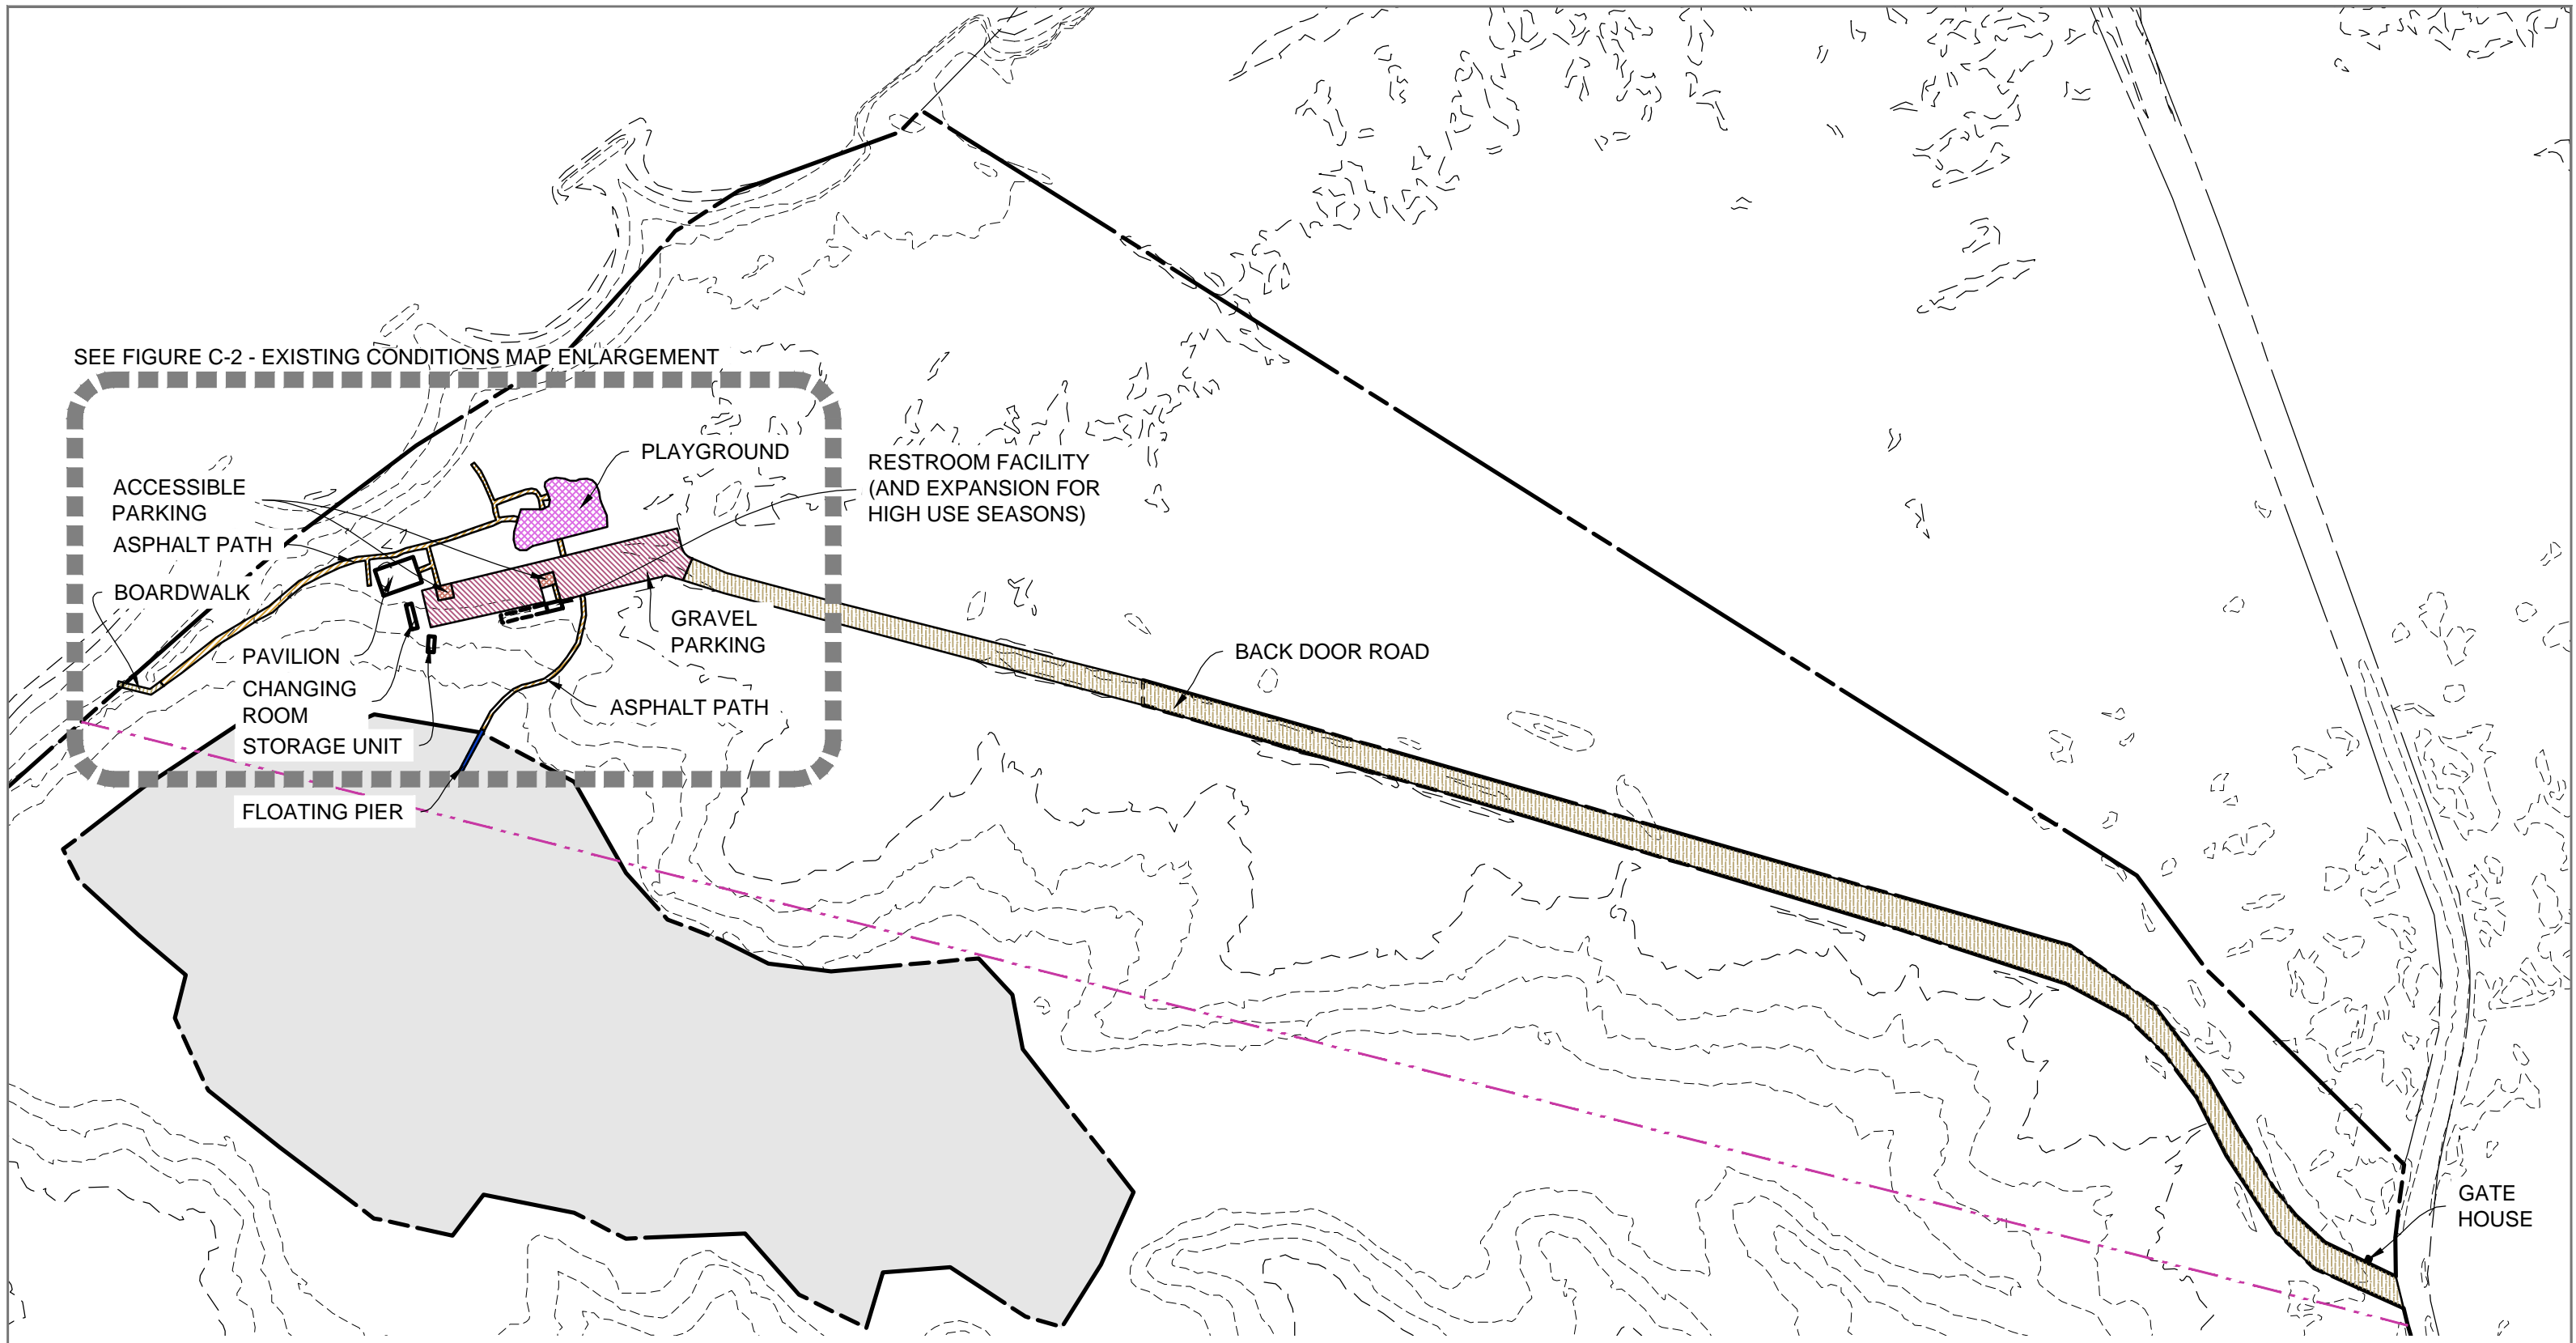 SEE FIGURE C-2 - EXISTING CONDITIONS MAP ENLARGEMENT
PLAYGROUND
RESTROOM FACILITY
(AND EXPANSION FOR
HIGH USE SEASONS)
ACCESSIBLE
PARKING
ASPHALT PATH
BOARDWALK
GRAVEL
PARKING
PAVILION
BACK DOOR ROAD
CHANGING
ROOM
ASPHALT PATH
STORAGE UNIT
FLOATING PIER
GATE
HOUSE